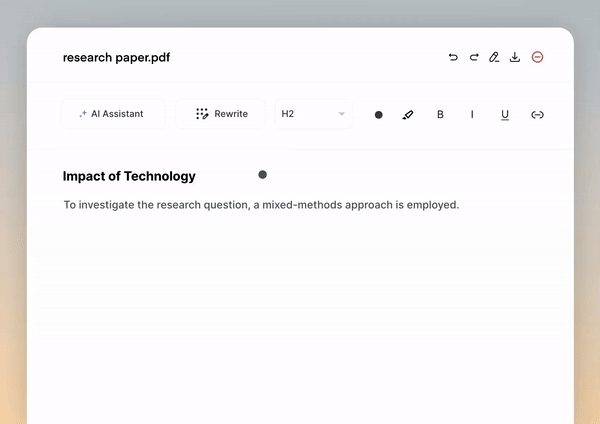 research paper.pdf
AI Assistant Rewrite H2 B I U
Impact of Technology
To investigate the research question, a mixed-methods approach is employed.